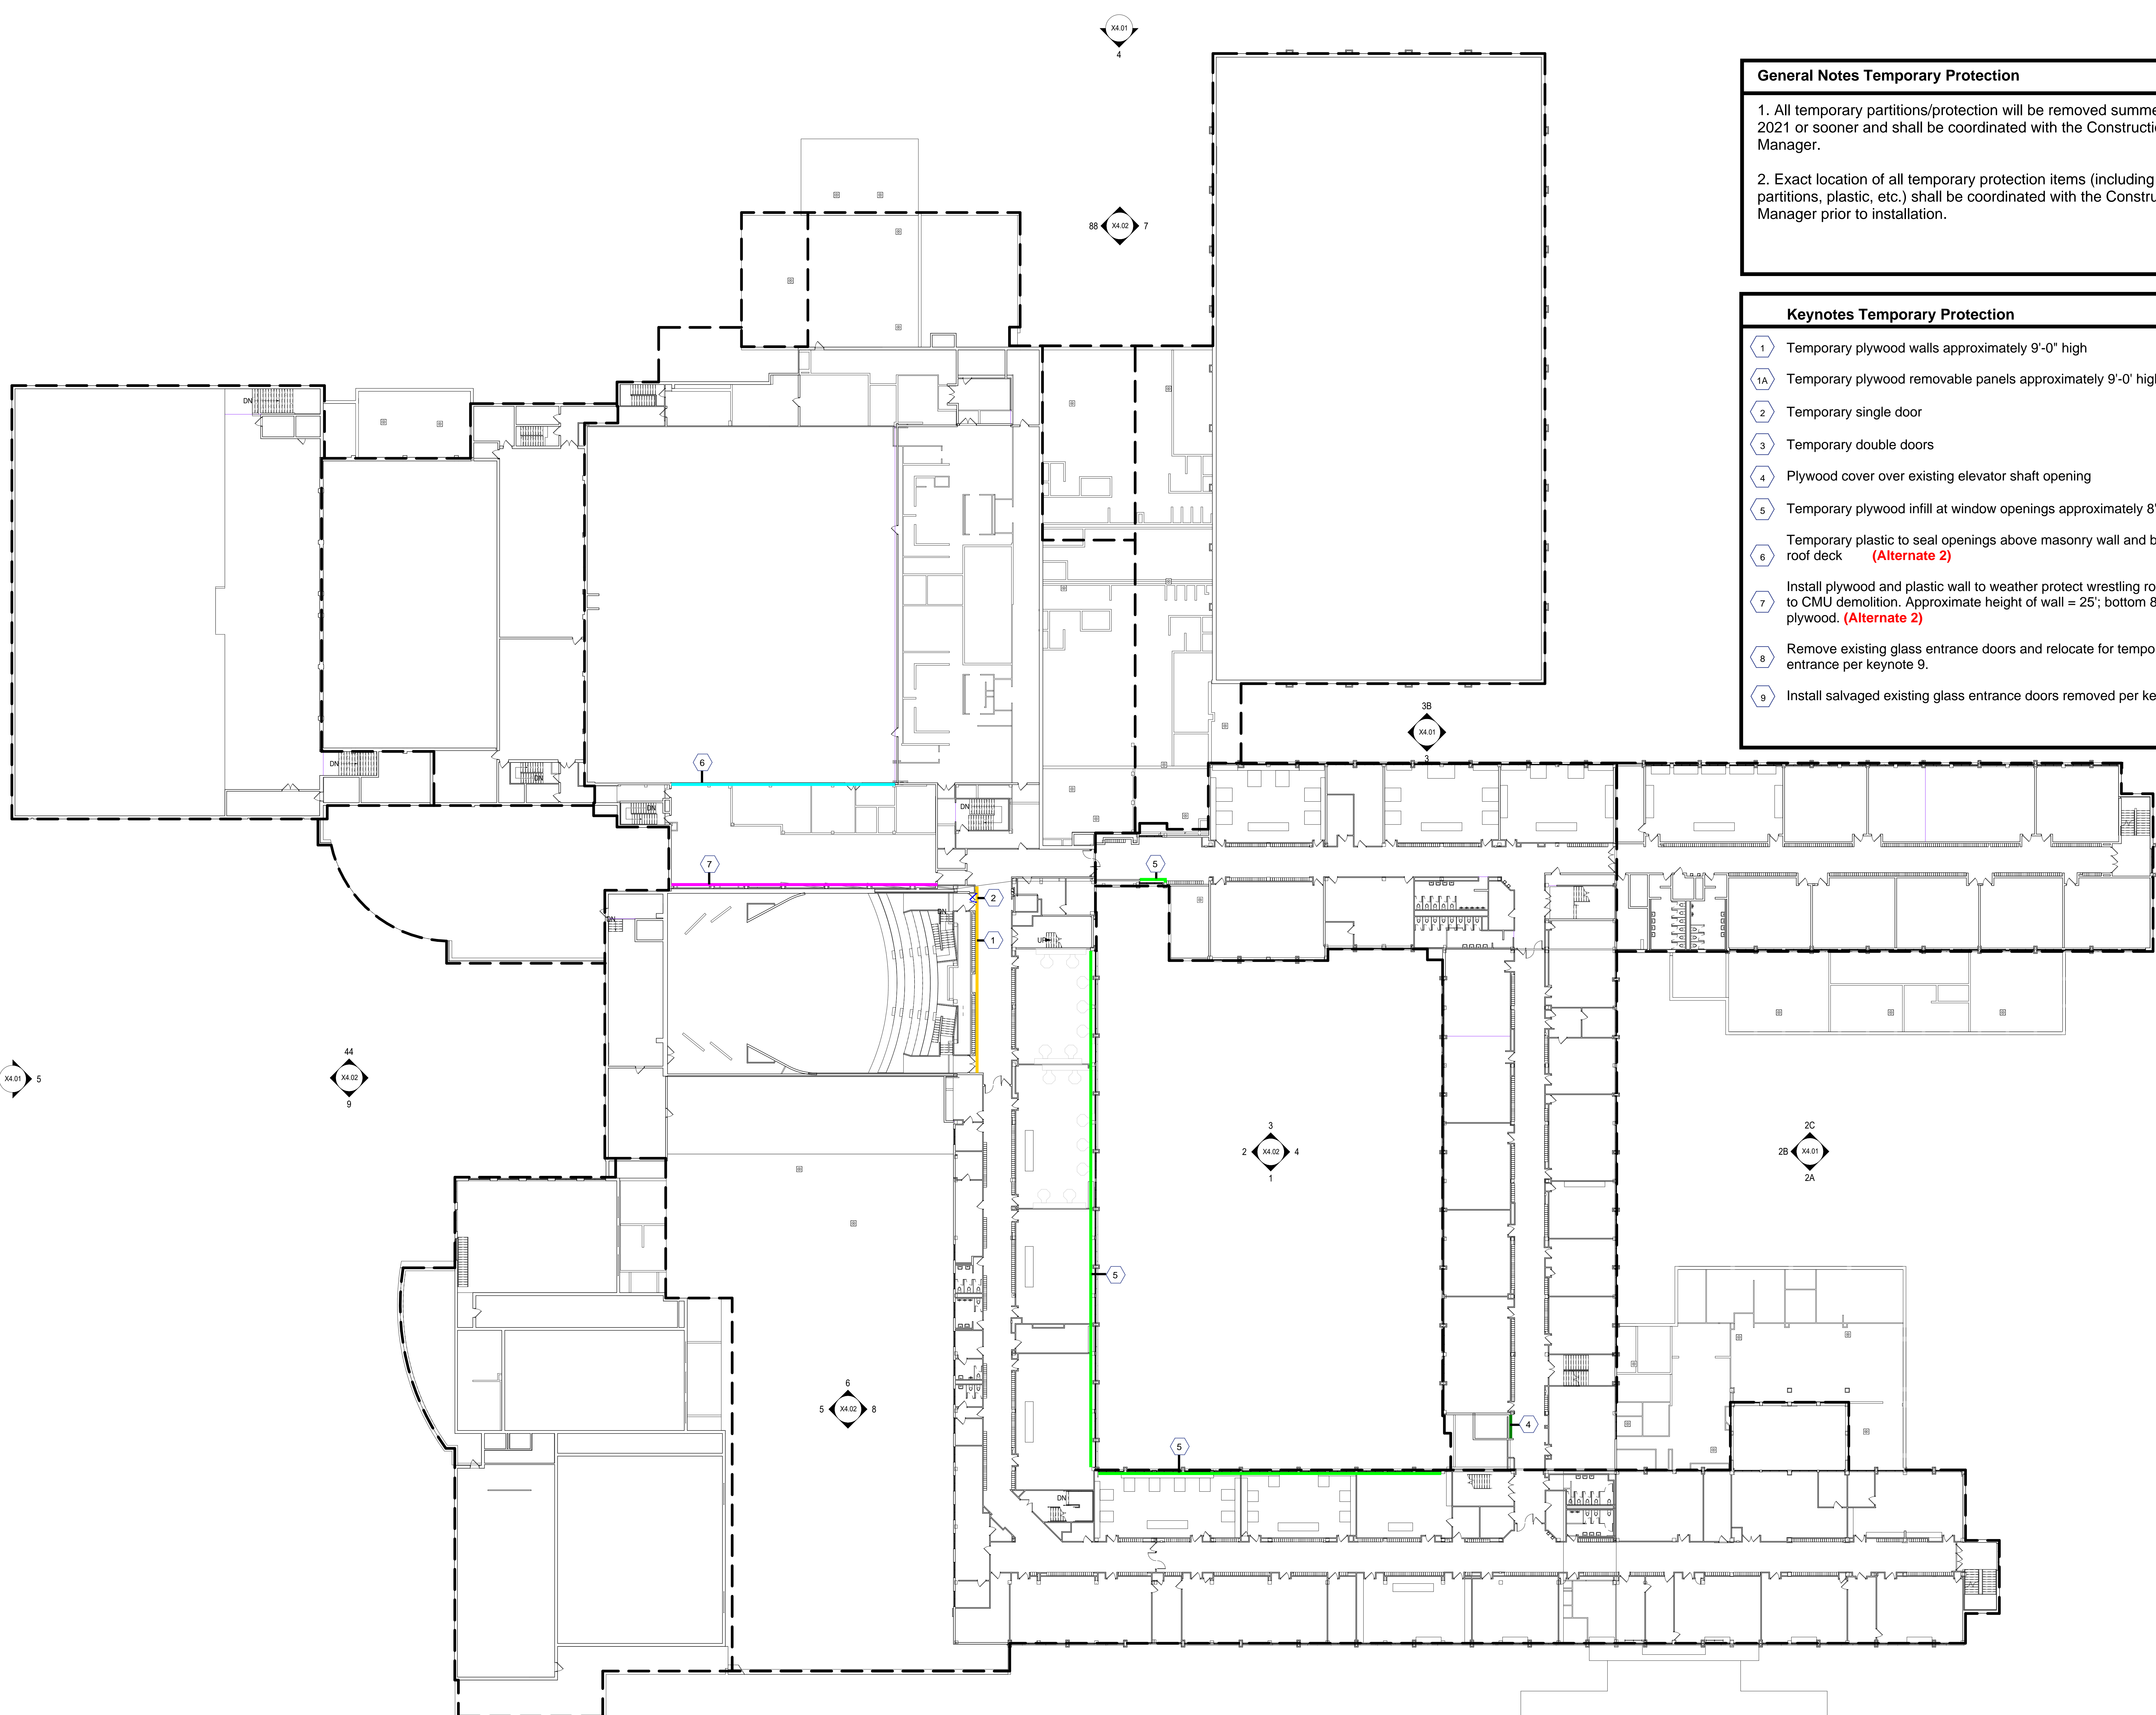 X4.01
4
General Notes Temporary Protection
1. All temporary partitions/protection will be removed summe
2021 or sooner and shall be coordinated with the Constructi
Manager.
2. Exact location of all temporary protection items (including
partitions, plastic, etc.) shall be coordinated with the Constru
Manager prior to installation.
88 X4.02 7
Keynotes Temporary Protection
1 Temporary plywood walls approximately 9'-0" high
1A Temporary plywood removable panels approximately 9'-0' high
2 Temporary single door
3 Temporary double doors
4 Plywood cover over existing elevator shaft opening
5 Temporary plywood infill at window openings approximately 8'
Temporary plastic to seal openings above masonry wall and b
6 roof deck (Alternate 2)
Install plywood and plastic wall to weather protect wrestling ro
7 to CMU demolition. Approximate height of wall = 25'; bottom 8
plywood. (Alternate 2)
8 Remove existing glass entrance doors and relocate for tempo
entrance per keynote 9.
9 Install salvaged existing glass entrance doors removed per ke
DN
3B
X4.01
3
DN
DN
6
DN
DN
7
5
2
DN
DN
1
UP
44
X4.02
9
X4.01 5
3
2 X4.02 4
1
2C
2B X4.01
2A
5
6
5 X4.02 8
4
5
DN